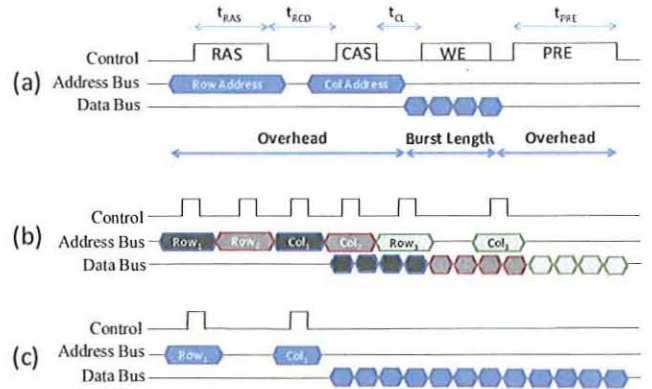 tRAS tRCD tCL tPRE
Control RAS CAS WE PRE
(a)
Address Bus Row Address Col Address
Data Bus
Overhead Burst Length Overhead
Control
(b)
Address Bus Row1 Row2 Col1 Col2 Row3 Col3
Data Bus
Control
(c)
Address Bus Row1 Col1
Data Bus